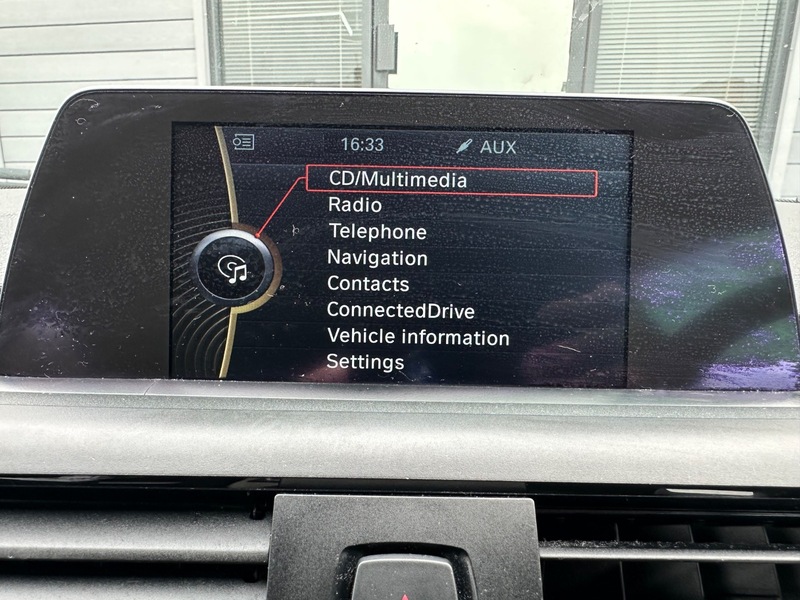 16:33 AUX
CD/Multimedia
Radio
Telephone
Navigation
Contacts
ConnectedDrive
Vehicle information
Settings